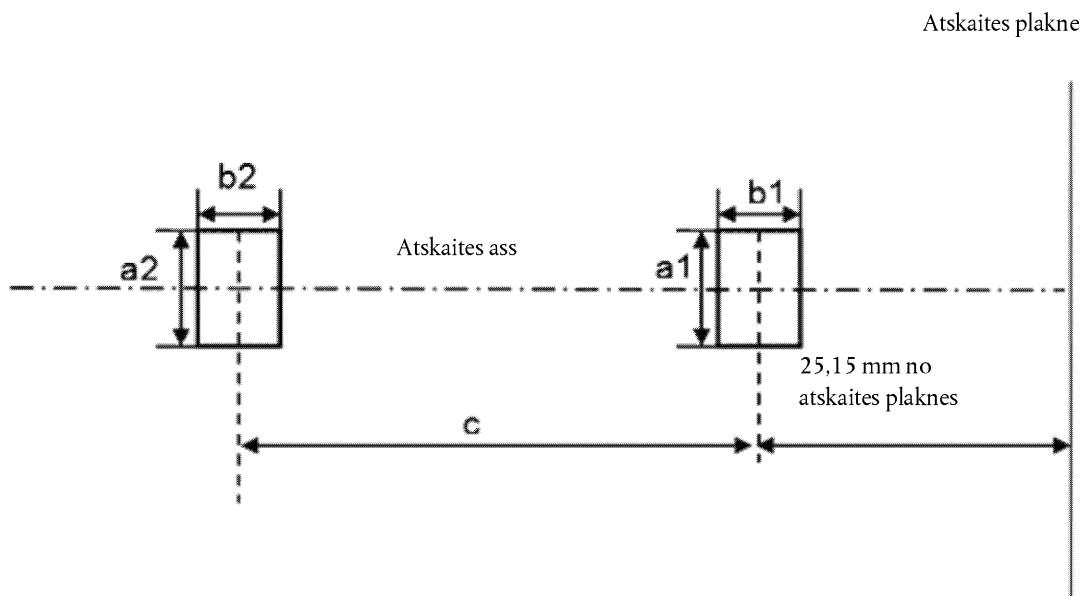 Atskaites plakne
b2
b1
Atskaites ass
a2
a1
25,15 mm no
atskaites plaknes
c